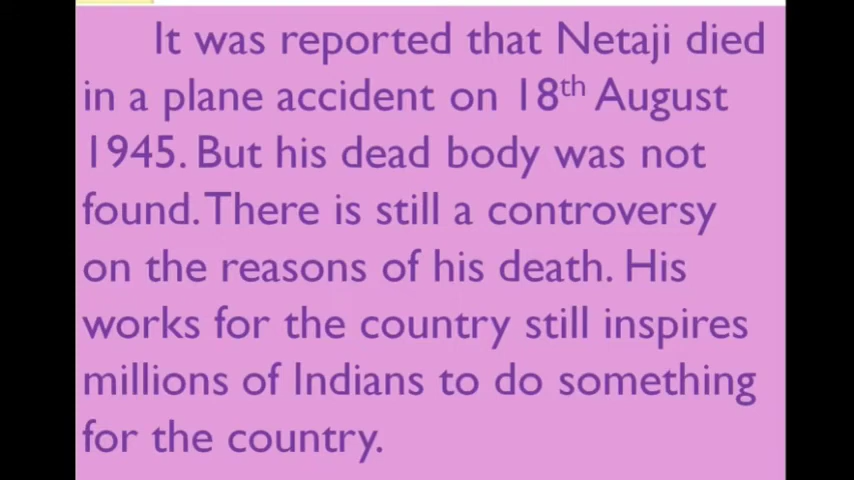 It was reported that Netaji died
in a plane accident on 18th August
1945. But his dead body was not
found. There is still a controversy
on the reasons of his death. His
works for the country still inspires
millions of Indians to do something
for the country.